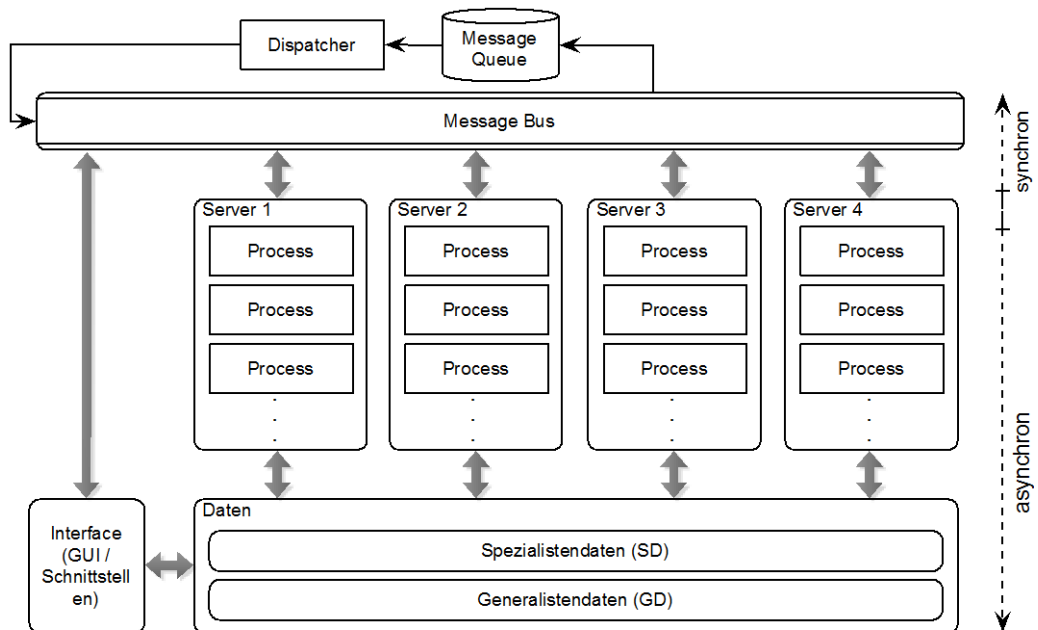 Dispatcher
Message
Queue
Message Bus
synchron
Server 1
Server 2
Server 3
Server 4
Process
Process
Process
Process
Process
Process
Process
Process
Process
Process
Process
Process
asynchron
Interface
(GUI /
Schnittstell
en)
Daten
Spezialistendaten (SD)
Generalistendaten (GD)